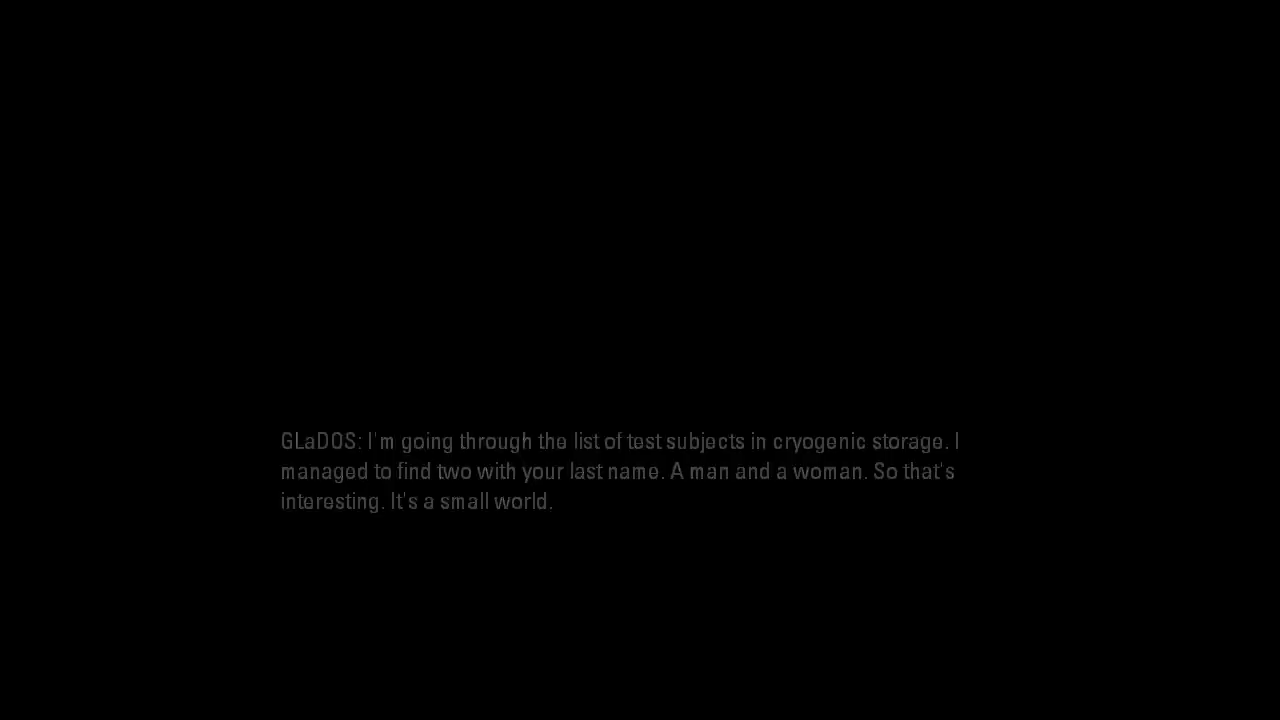 GLaDOS: I'm going through the list of test subjects in cryogenic storage. I
managed to find two with your last name. A man and a woman. So that's
interesting. It's a small world.